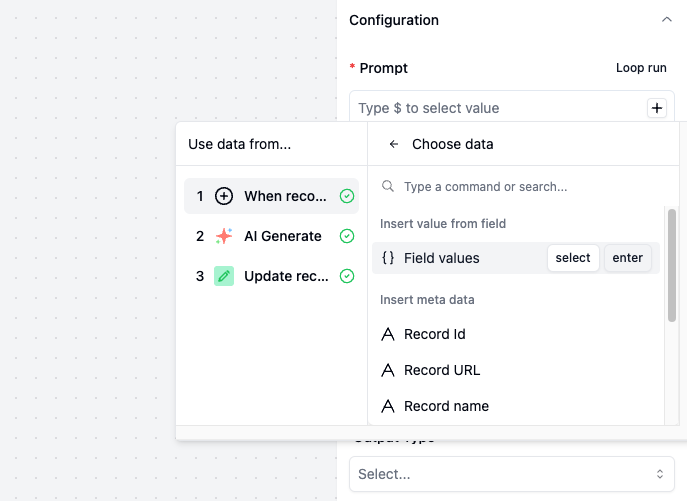 Configuration
* Prompt
Loop run
Type $ to select value
Use data from...
Choose data
1 When reco...
2 AI Generate
3 Update rec...
Type a command or search...
Insert value from field
{ } Field values
select
enter
Insert meta data
Record Id
Record URL
Record name
Output Type
Select...